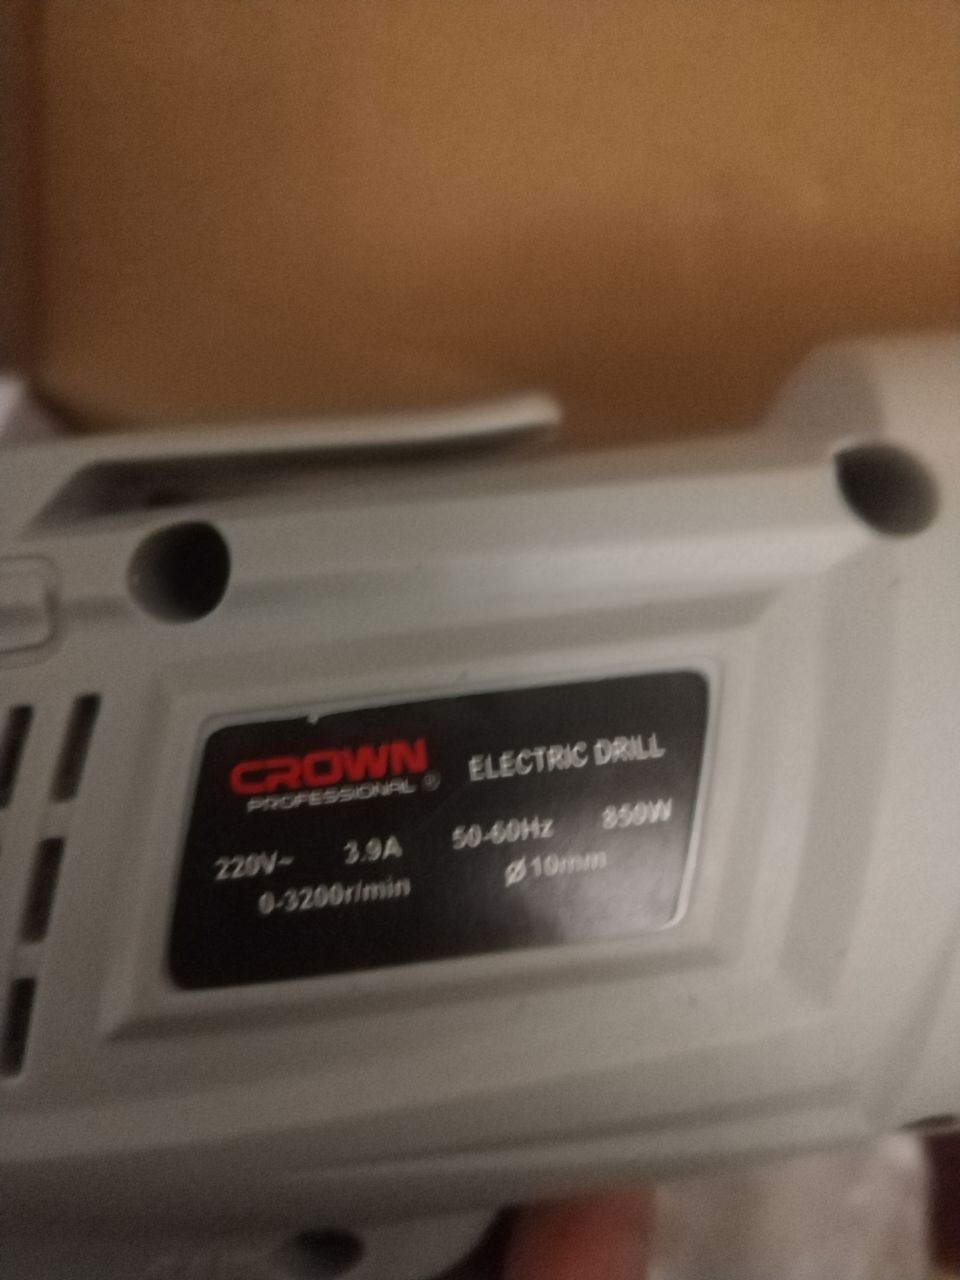 CROWN
PROFESSIONAL ®
ELECTRIC DRILL
220V~ 3.9A 50-60Hz 850W
0-3200r/min Ø10mm